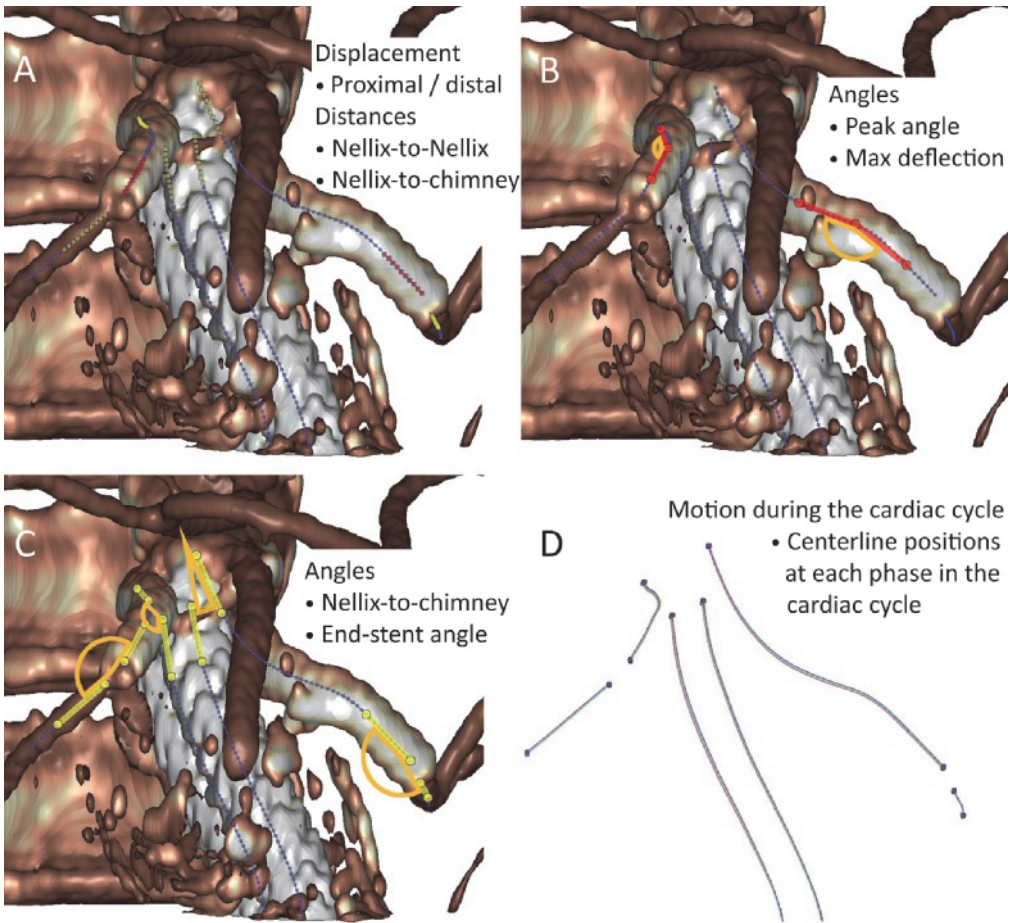 A
Displacement
• Proximal / distal
Distances
• Nellix-to-Nellix
• Nellix-to-chimney
B
Angles
• Peak angle
• Max deflection
C
Angles
• Nellix-to-chimney
• End-stent angle
Motion during the cardiac cycle
D
• Centerline positions
at each phase in the
cardiac cycle